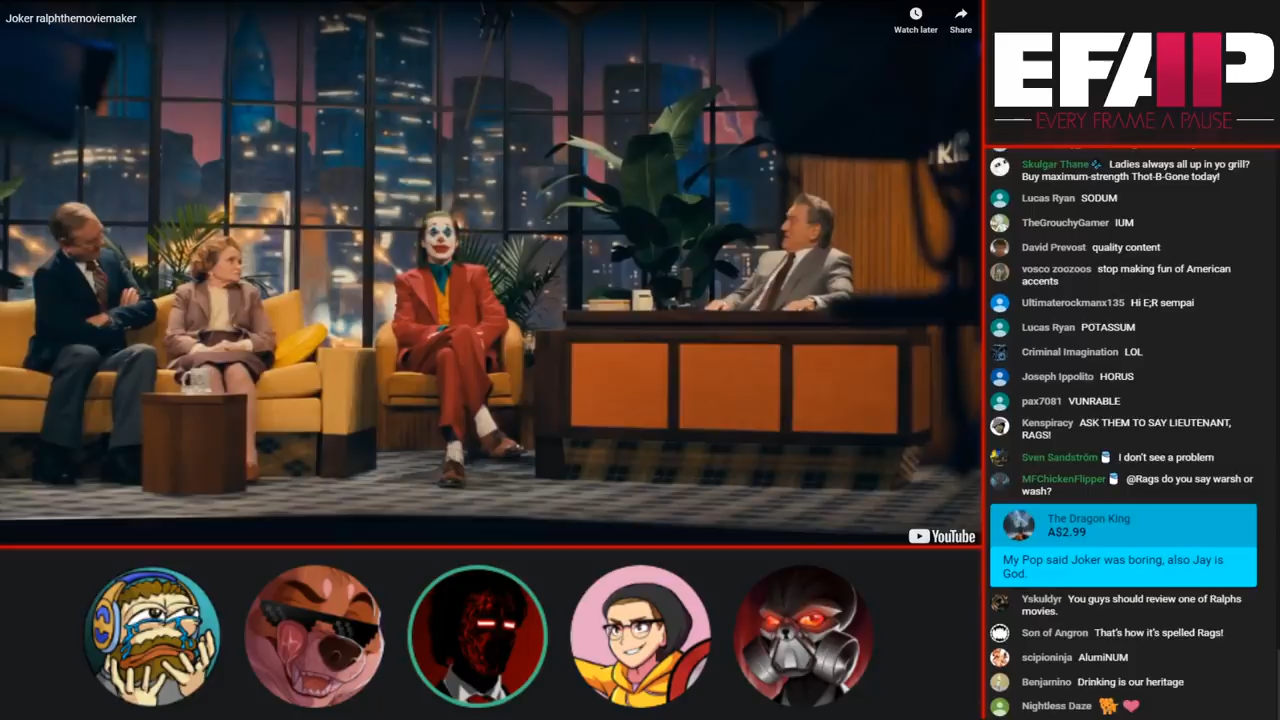 Joker ralphthemoviemaker
Watch later
Share
EFAP
EVERY FRAME A PAUSE
Skulgar Thane Ladies always all up in yo grill?
Buy maximum-strength Thot-B-Gone today!
Lucas Ryan SODUM
TheGrouchyGamer IUM
David Prevost quality content
vosco zoozoos stop making fun of American
accents
Ultimaterockmanx135 Hi E;R sempai
Lucas Ryan POTASSUM
Criminal Imagination LOL
Joseph Ippolito HORUS
pax7081 VUNRABLE
Kenspiracy ASK THEM TO SAY LIEUTENANT,
RAGS!
Sven Sandström I don't see a problem
MFChickenFlipper @Rags do you say warsh or
wash?
The Dragon King
A$2.99
My Pop said Joker was boring, also Jay is
God.
Yskuldyr You guys should review one of Ralphs
movies.
Son of Angron That's how it's spelled Rags!
scipioninja AlumiNUM
Benjamino Drinking is our heritage
Nightless Daze
YouTube